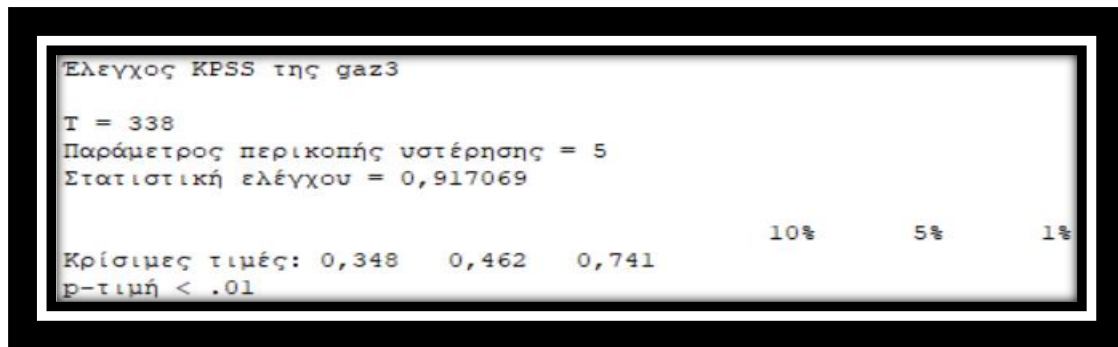 Έλεγχος KPSS της gaz3
T = 338
Παράμετρος περικοπής υστέρησης = 5
Στατιστική ελέγχου = 0,917069
10% 5% 1%
Κρίσιμες τιμές: 0,348 0,462 0,741
p-τιμή < .01